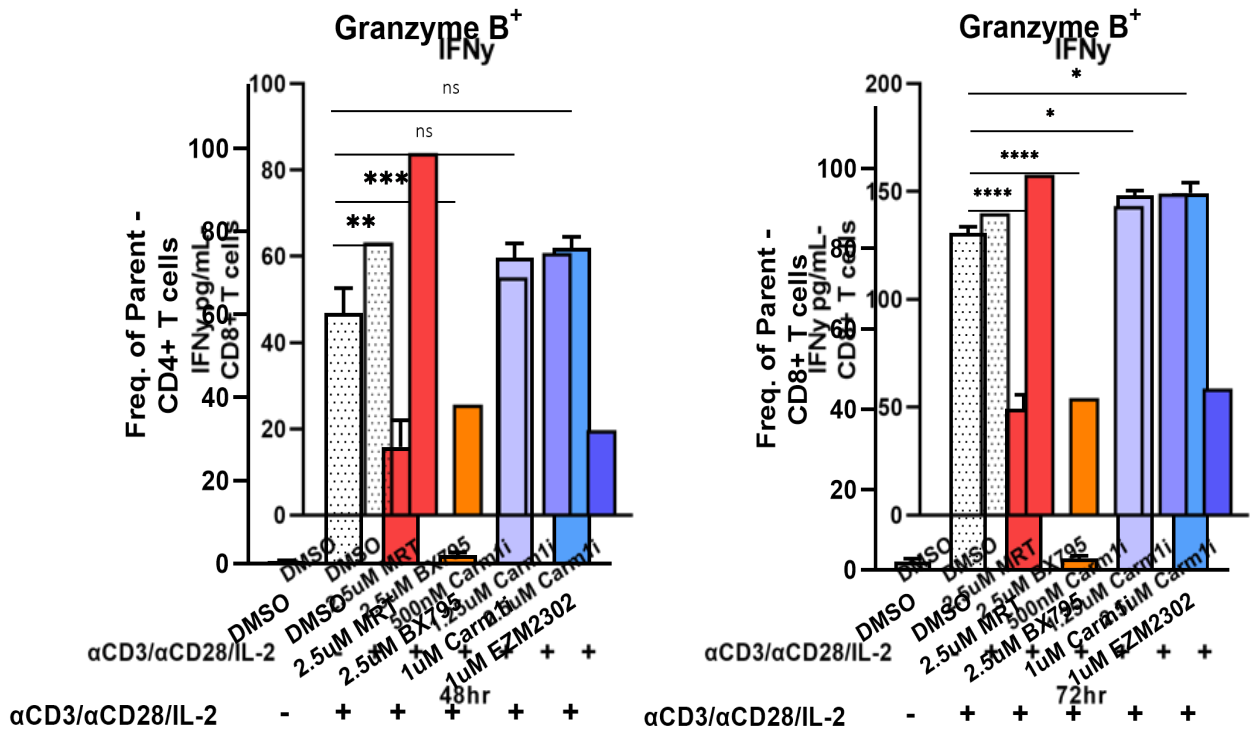 Granzyme B+
IFNγ
100
80
60
40
20
0
100
80
60
40
20
0
Freq. of Parent -
CD4+ T cells
IFNγ pg/mL-
CD8+ T cells
ns
ns
***
**
DMSO
DMSO
2.5uM MRT
2.5uM BX795
500nM Carm1i
1.25uM Carm1i
Carm1i
DMSO
DMSO
2.5uM MRT
2.5uM BX795
1uM Carm1i
1uM EZM2302
αCD3/αCD28/IL-2 + + + + +
48hr
αCD3/αCD28/IL-2 - + + + + +
Granzyme B+
IFNγ
200
150
100
50
0
100
80
60
40
20
0
Freq. of Parent -
CD8+ T cells
IFNγ pg/mL-
CD8+ T cells
*
*
****
****
DMSO
DMSO
2.5uM MRT
2.5uM BX795
500nM Carm1i
1.25uM Carm1i
Carm1i
DMSO
DMSO
2.5uM MRT
2.5uM BX795
1uM Carm1i
1uM EZM2302
αCD3/αCD28/IL-2 + + + + +
72hr
αCD3/αCD28/IL-2 - + + + + +